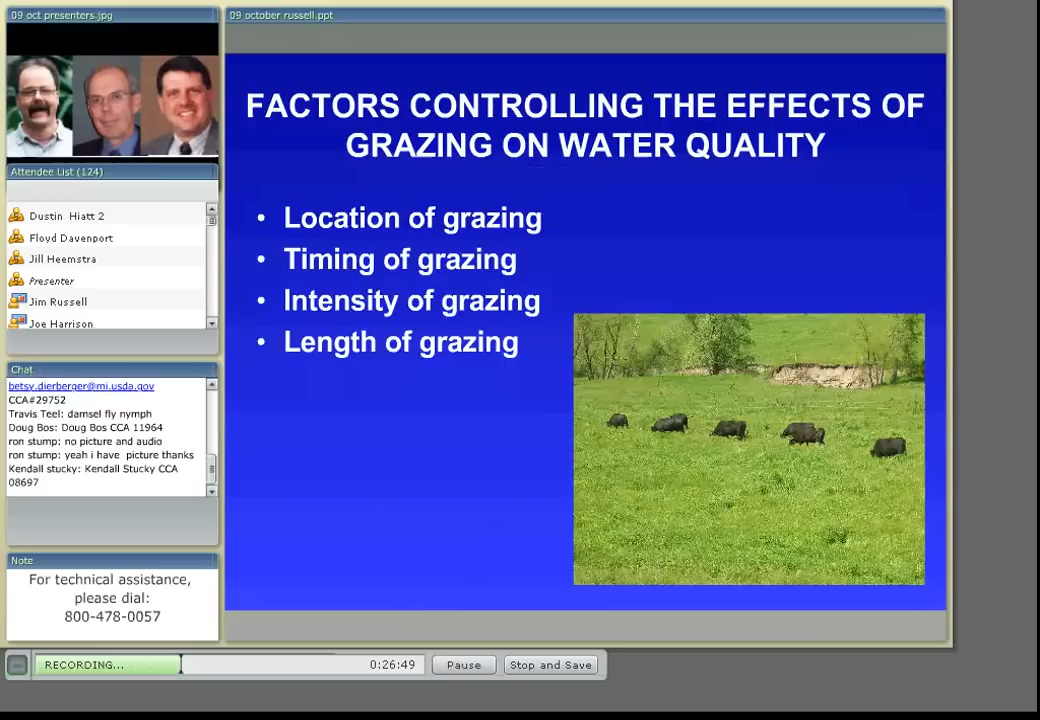 09 oct presenters.jpg
09 october russell.ppt
FACTORS CONTROLLING THE EFFECTS OF
GRAZING ON WATER QUALITY
• Location of grazing
• Timing of grazing
• Intensity of grazing
• Length of grazing
Attendee List (124)
Dustin Hiatt 2
Floyd Davenport
Jill Heemstra
Presenter
Jim Russell
Joe Harrison
Chat
betsy.dierberger@mi.usda.gov
CCA#29752
Travis Teel: damsel fly nymph
Doug Bos: Doug Bos CCA 11964
ron stump: no picture and audio
ron stump: yeah i have picture thanks
Kendall stucky: Kendall Stucky CCA
08697
Note
For technical assistance,
please dial:
800-478-0057
RECORDING...
0:26:49
Pause
Stop and Save